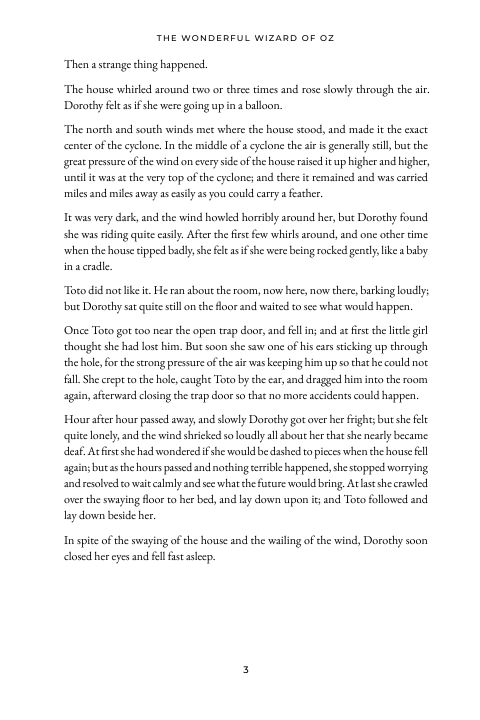 THE WONDERFUL WIZARD OF OZ
Then a strange thing happened.
The house whirled around two or three times and rose slowly through the air.
Dorothy felt as if she were going up in a balloon.
The north and south winds met where the house stood, and made it the exact
center of the cyclone. In the middle of a cyclone the air is generally still, but the
great pressure of the wind on every side of the house raised it up higher and higher,
until it was at the very top of the cyclone; and there it remained and was carried
miles and miles away as easily as you could carry a feather.
It was very dark, and the wind howled horribly around her, but Dorothy found
she was riding quite easily. After the first few whirls around, and one other time
when the house tipped badly, she felt as if she were being rocked gently, like a baby
in a cradle.
Toto did not like it. He ran about the room, now here, now there, barking loudly;
but Dorothy sat quite still on the floor and waited to see what would happen.
Once Toto got too near the open trap door, and fell in; and at first the little girl
thought she had lost him. But soon she saw one of his ears sticking up through
the hole, for the strong pressure of the air was keeping him up so that he could not
fall. She crept to the hole, caught Toto by the ear, and dragged him into the room
again, afterward closing the trap door so that no more accidents could happen.
Hour after hour passed away, and slowly Dorothy got over her fright; but she felt
quite lonely, and the wind shrieked so loudly all about her that she nearly became
deaf. At first she had wondered if she would be dashed to pieces when the house fell
again; but as the hours passed and nothing terrible happened, she stopped worrying
and resolved to wait calmly and see what the future would bring. At last she crawled
over the swaying floor to her bed, and lay down upon it; and Toto followed and
lay down beside her.
In spite of the swaying of the house and the wailing of the wind, Dorothy soon
closed her eyes and fell fast asleep.
3